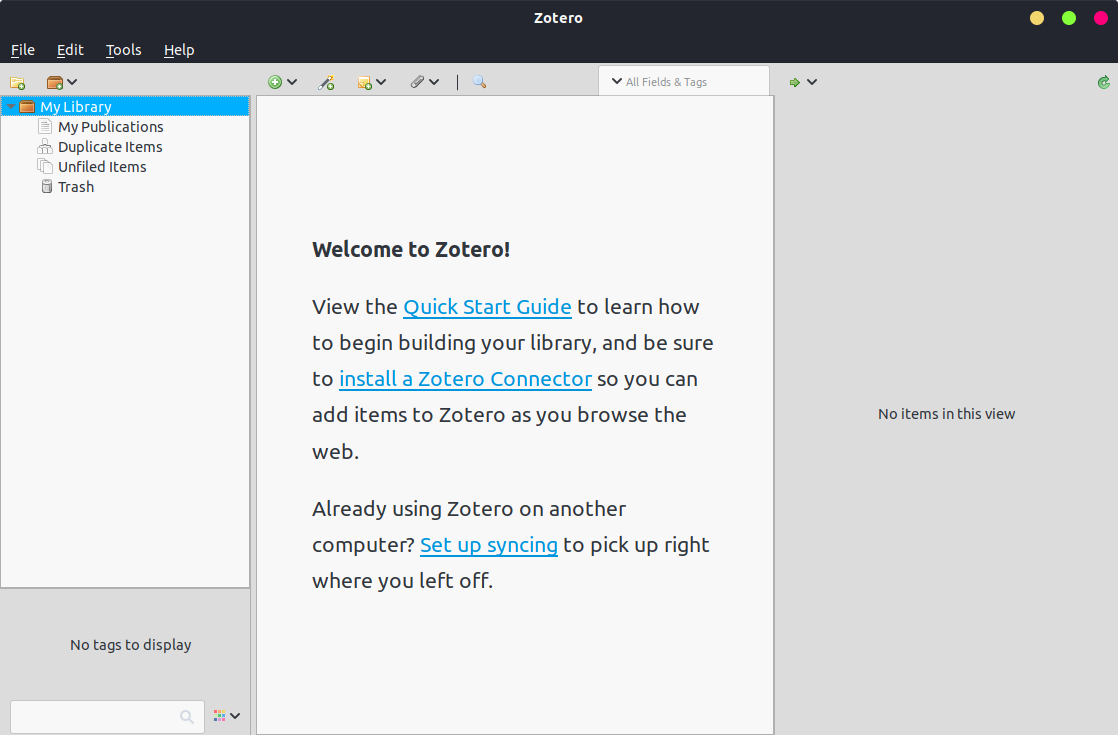 Zotero
File Edit Tools Help
All Fields & Tags
My Library
My Publications
Duplicate Items
Unfiled Items
Trash
Welcome to Zotero!
View the Quick Start Guide to learn how
to begin building your library, and be sure
to install a Zotero Connector so you can
add items to Zotero as you browse the
web.
Already using Zotero on another
computer? Set up syncing to pick up right
where you left off.
No items in this view
No tags to display